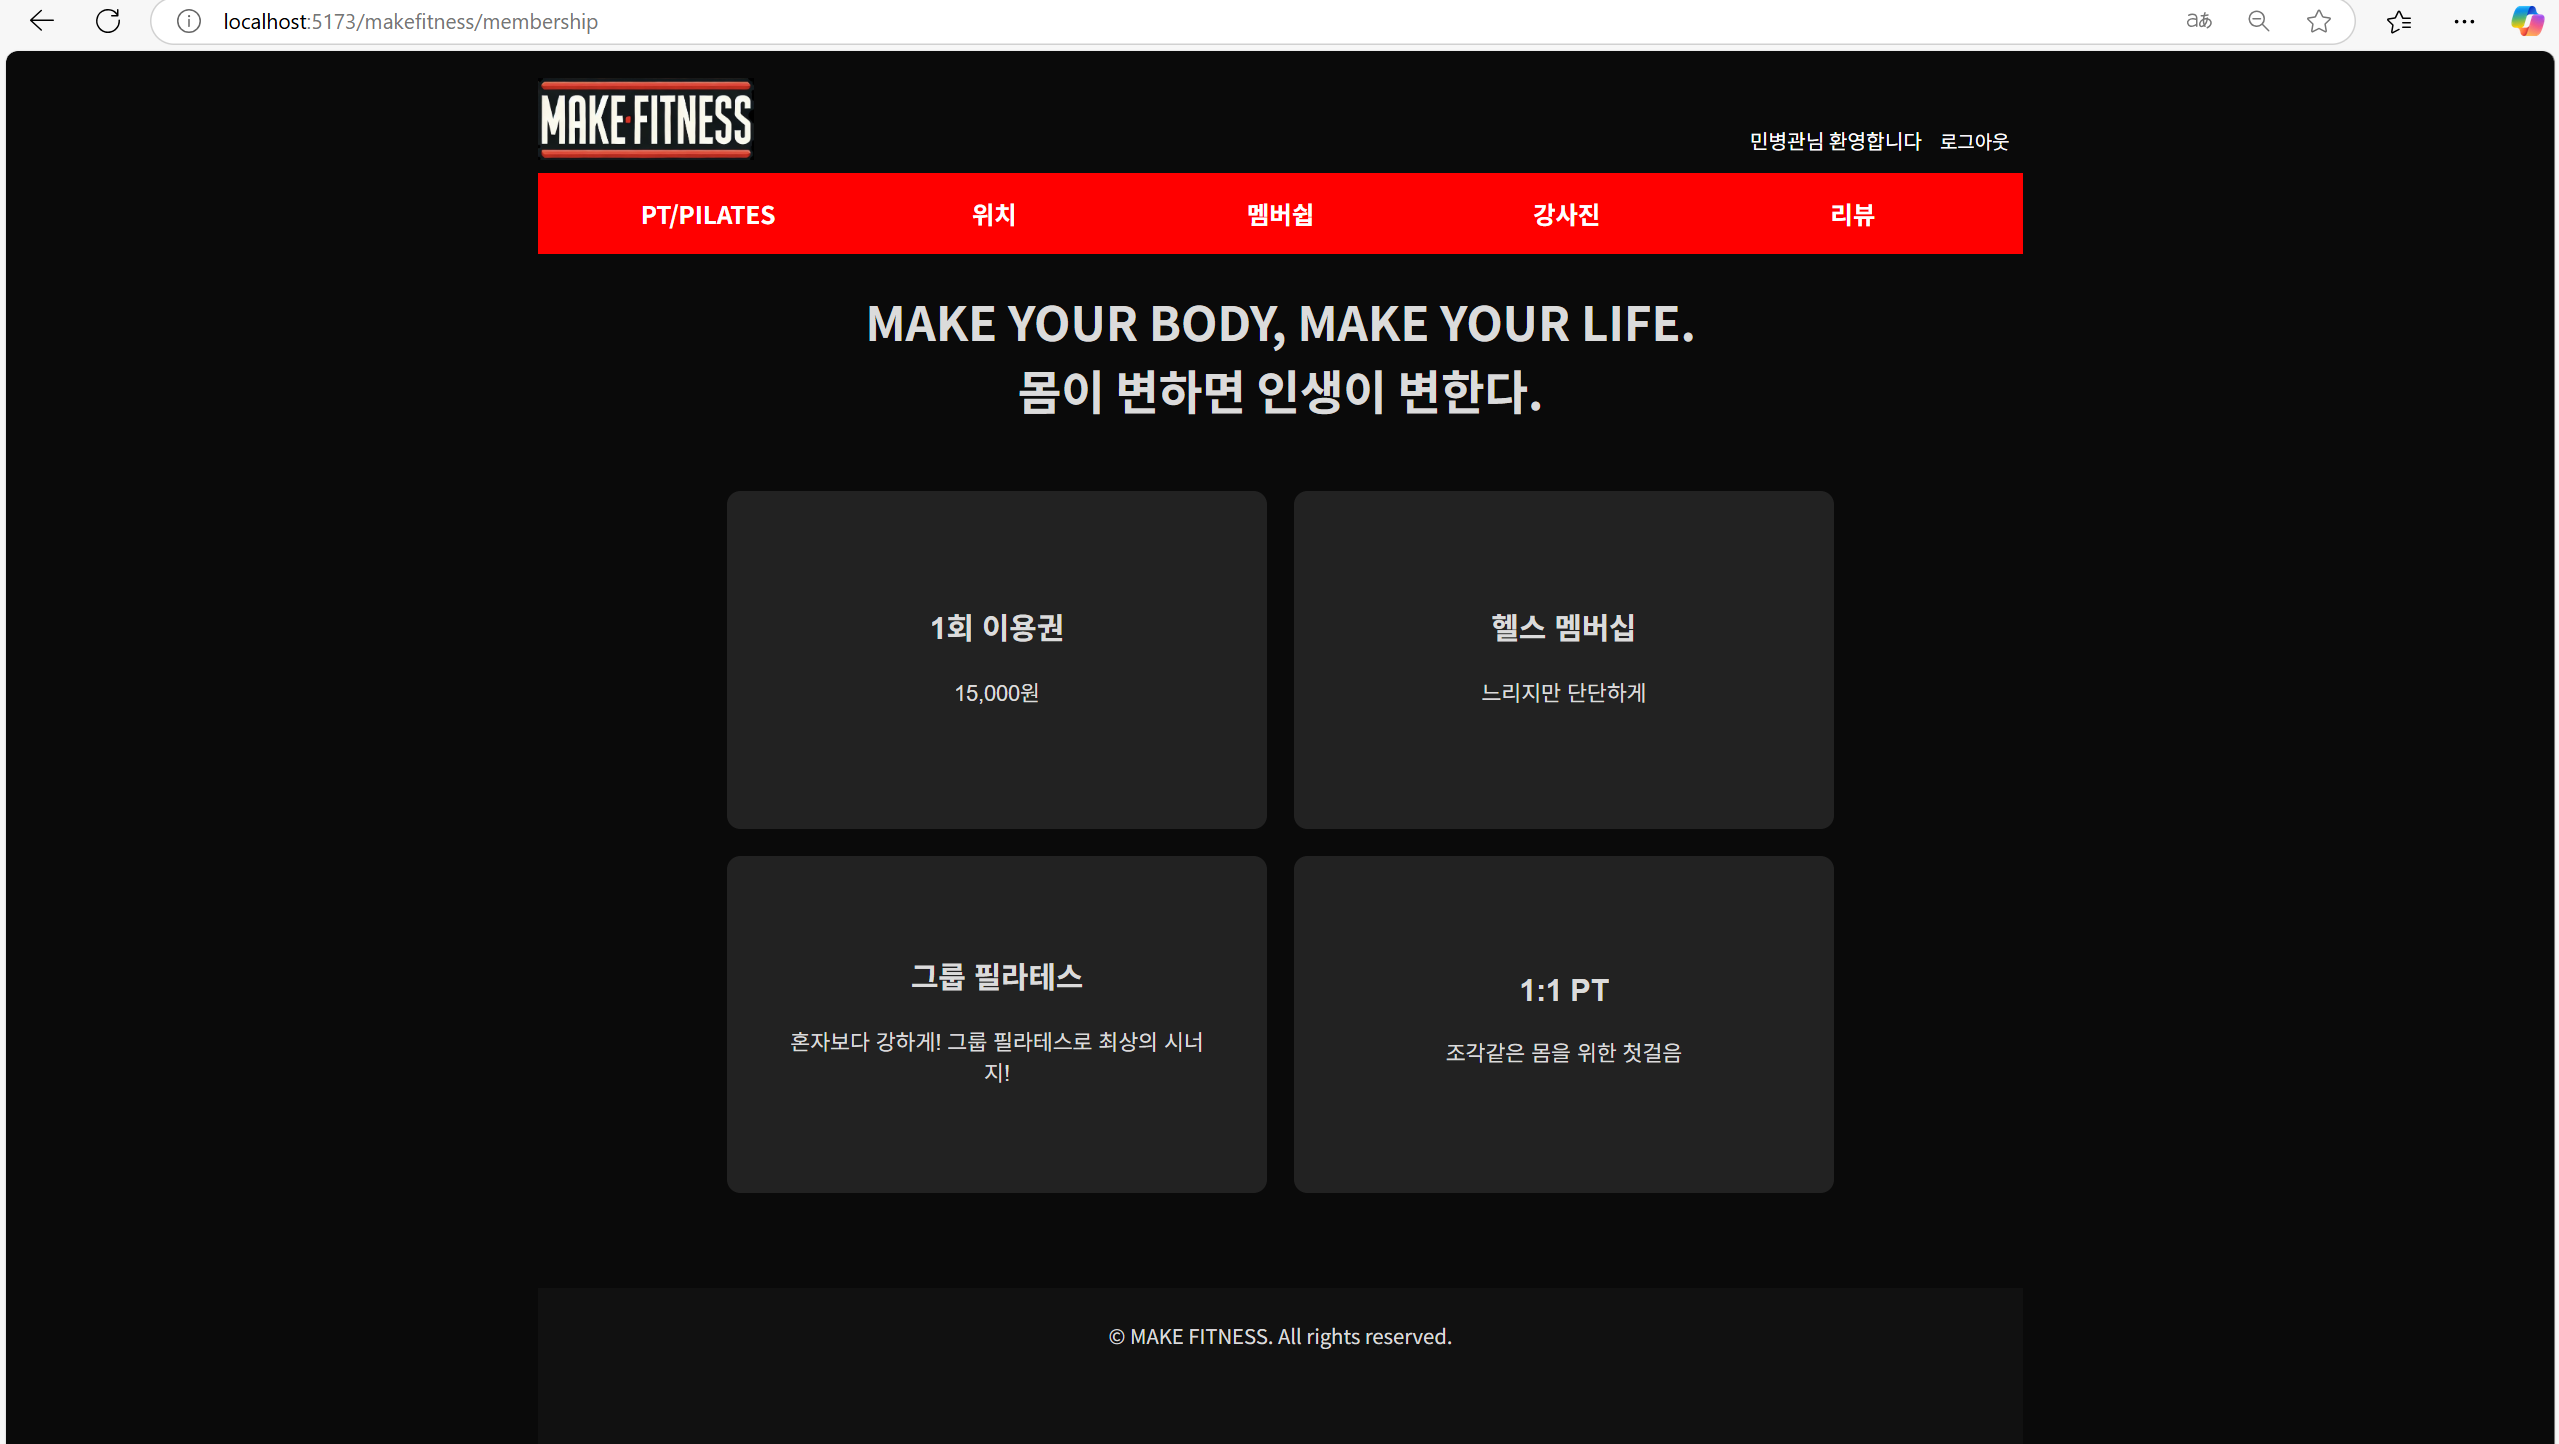 localhost:5173/makefitness/membership
aあ
MAKE·FITNESS
민병관님 환영합니다 로그아웃
PT/PILATES 위치 멤버쉽 강사진 리뷰
MAKE YOUR BODY, MAKE YOUR LIFE.
몸이 변하면 인생이 변한다.
1회 이용권
15,000원
헬스 멤버십
느리지만 단단하게
그룹 필라테스
혼자보다 강하게! 그룹 필라테스로 최상의 시너
지!
1:1 PT
조각같은 몸을 위한 첫걸음
© MAKE FITNESS. All rights reserved.